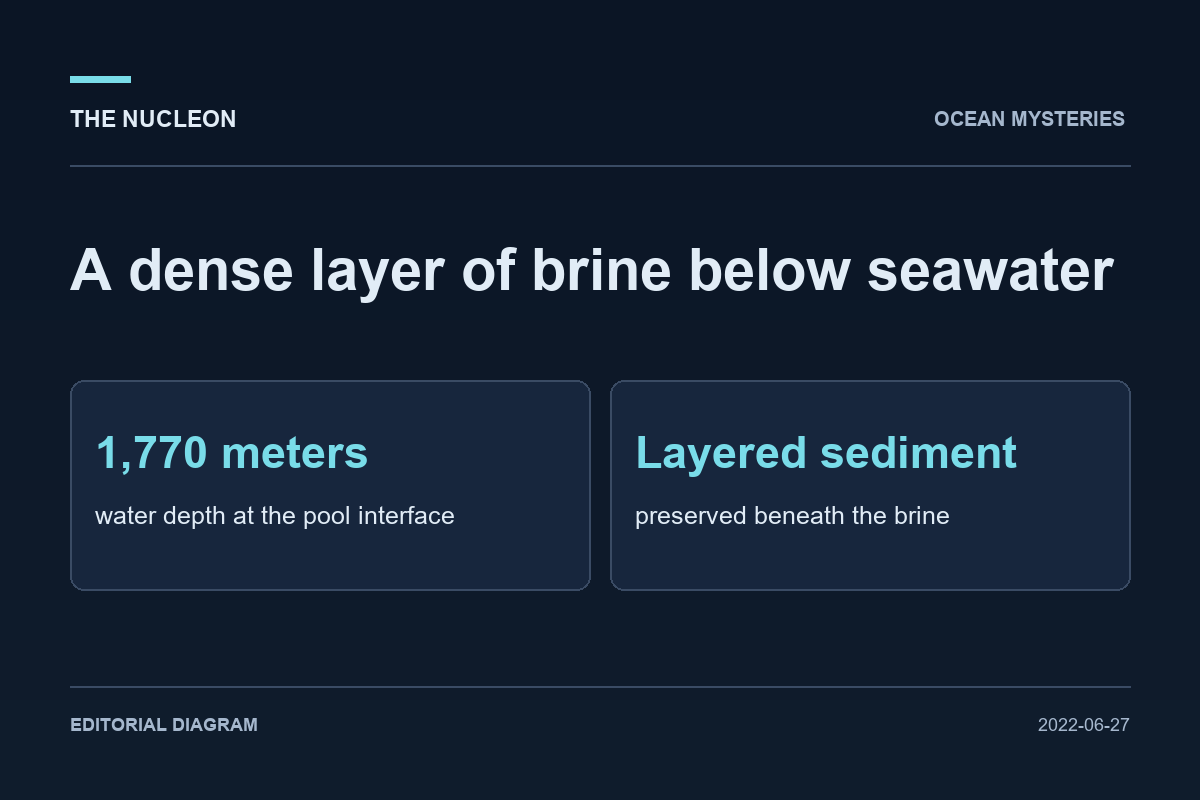 THE NUCLEON
OCEAN MYSTERIES
A dense layer of brine below seawater
1,770 meters
water depth at the pool interface
Layered sediment
preserved beneath the brine
EDITORIAL DIAGRAM
2022-06-27